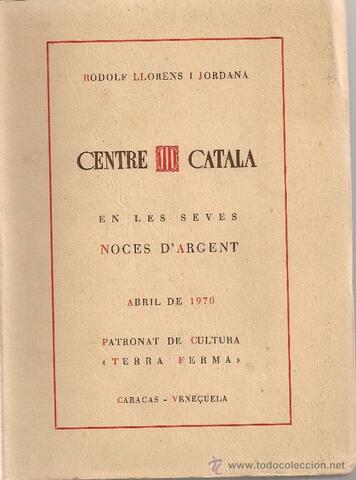 RODOLF LLORENS I JORDANA
CENTRE CATALA
EN LES SEVES
NOCES D'ARGENT
ABRIL DE 1970
PATRONAT DE CULTURA
«TERRA FERMA»
CARACAS - VENEÇUELA
© www.todocoleccion.net